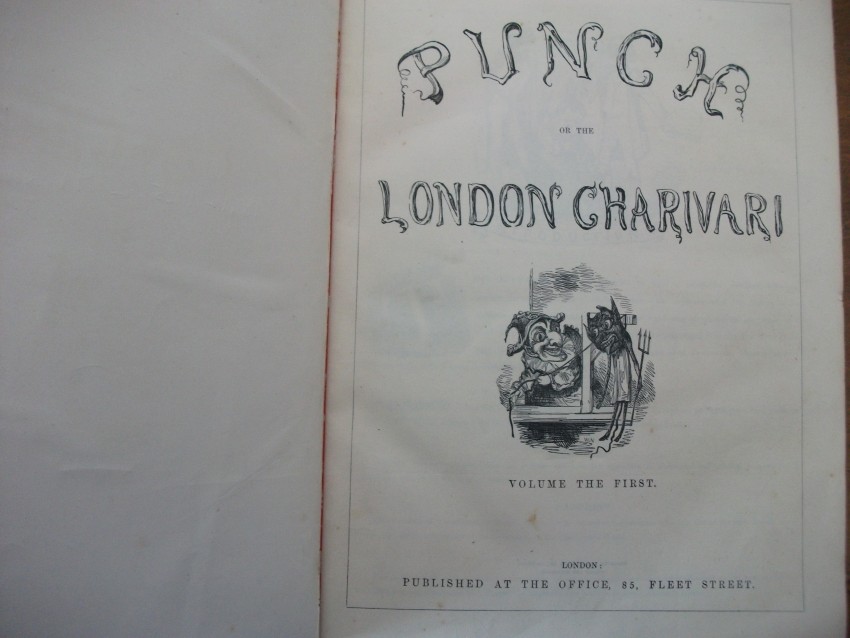 PUNCH
OR THE
LONDON CHARIVARI
VOLUME THE FIRST.
LONDON:
PUBLISHED AT THE OFFICE, 85, FLEET STREET.